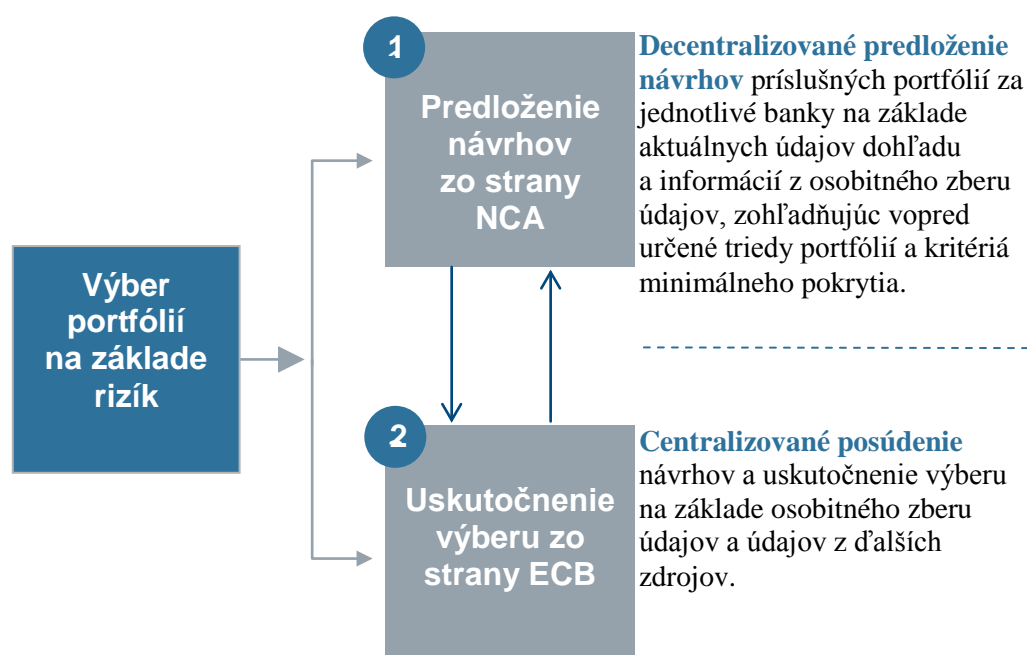 Výber
portfólií
na základe
rizík
1
Predloženie
návrhov
zo strany
NCA
Decentralizované predloženie
návrhov príslušných portfólií za
jednotlivé banky na základe
aktuálnych údajov dohľadu
a informácií z osobitného zberu
údajov, zohľadňujúc vopred
určené triedy portfólií a kritériá
minimálneho pokrytia.
2
Uskutočnenie
výberu zo
strany ECB
Centralizované posúdenie
návrhov a uskutočnenie výberu
na základe osobitného zberu
údajov a údajov z ďalších
zdrojov.